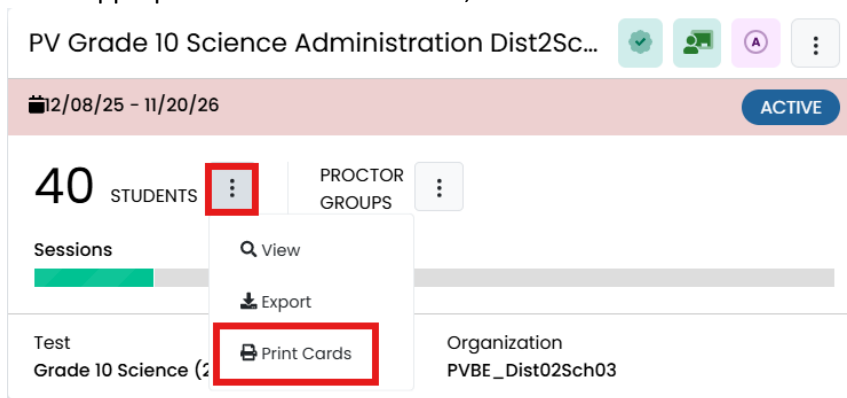 PV Grade 10 Science Administration Dist2Sc...
A
12/08/25 - 11/20/26
ACTIVE
40 STUDENTS
PROCTOR
GROUPS
Sessions
View
Export
Print Cards
Test
Grade 10 Science (2
Organization
PVBE_Dist02Sch03